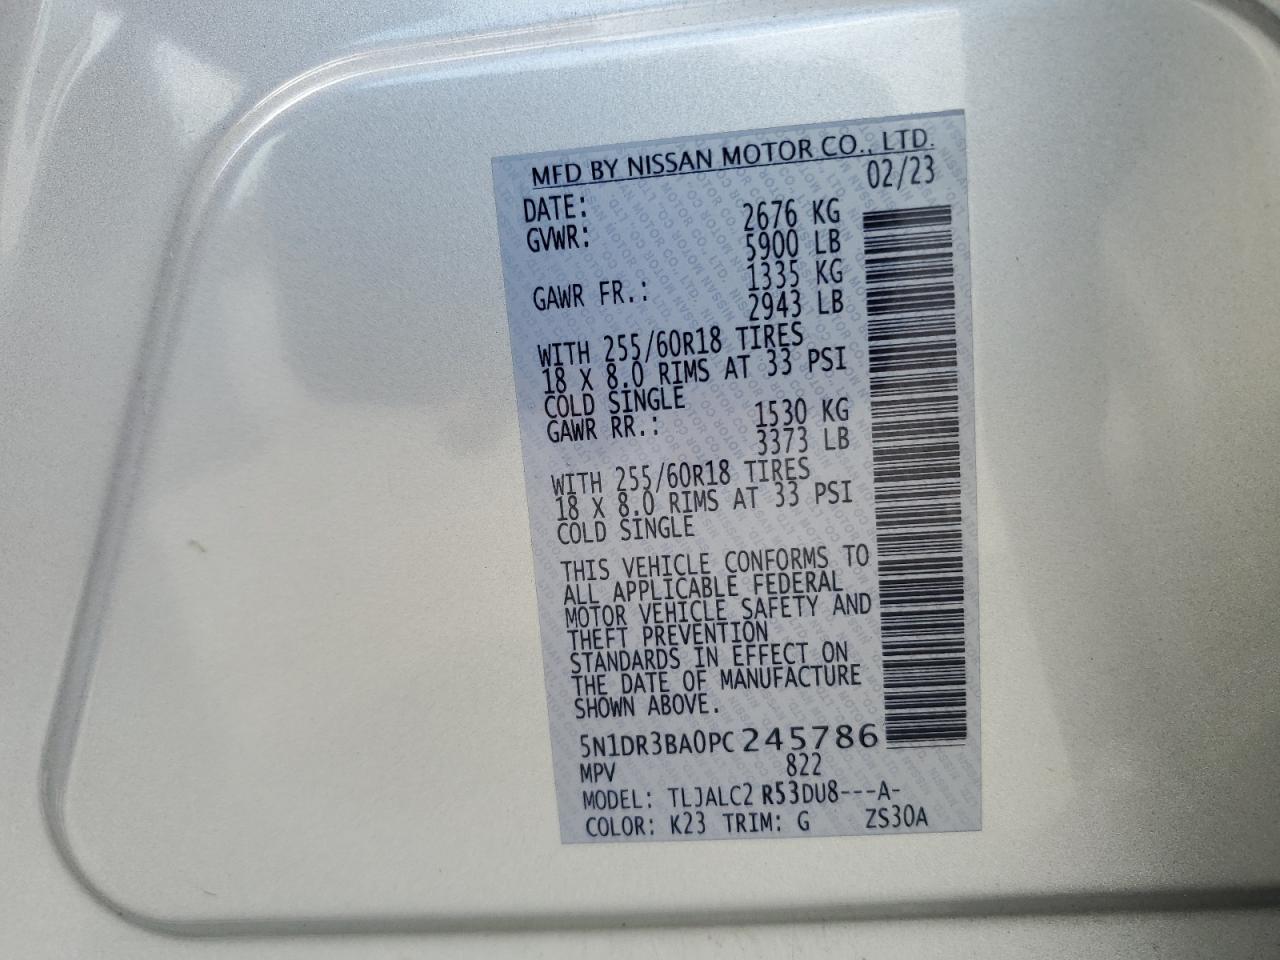 MFD BY NISSAN MOTOR CO., LTD.
DATE: 02/23
GVWR: 2676 KG
5900 LB
GAWR FR.: 1335 KG
2943 LB
WITH 255/60R18 TIRES
18 X 8.0 RIMS AT 33 PSI
COLD SINGLE
GAWR RR.: 1530 KG
3373 LB
WITH 255/60R18 TIRES
18 X 8.0 RIMS AT 33 PSI
COLD SINGLE
THIS VEHICLE CONFORMS TO
ALL APPLICABLE FEDERAL
MOTOR VEHICLE SAFETY AND
THEFT PREVENTION
STANDARDS IN EFFECT ON
THE DATE OF MANUFACTURE
SHOWN ABOVE.
5N1DR3BA0PC245786
MPV 822
MODEL: TLJALC2 R53DU8---A-
COLOR: K23 TRIM: G ZS30A